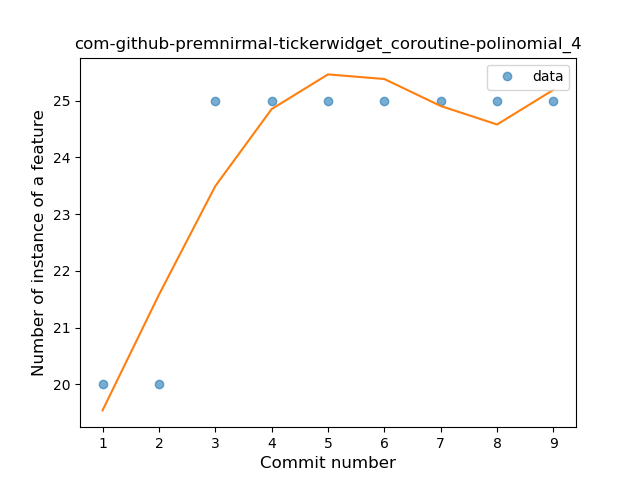 com-github-premnirmal-tickerwidget_coroutine-polinomial_4
data
Number of instance of a feature
25
24
23
22
21
20
1 2 3 4 5 6 7 8 9
Commit number